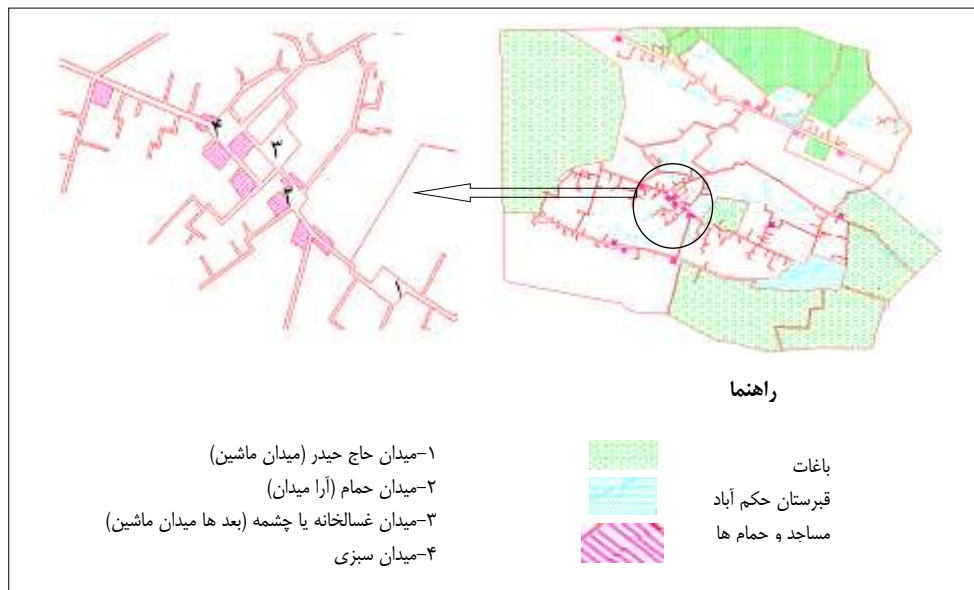 ۴
۳
۲
۱
راهنما
باغات
قبرستان حکم آباد
مساجد و حمام ها
۱-میدان حاج حیدر (میدان ماشین)
۲-میدان حمام (آرا میدان)
۳-میدان غسالخانه یا چشمه (بعد ها میدان ماشین)
۴-میدان سبزی